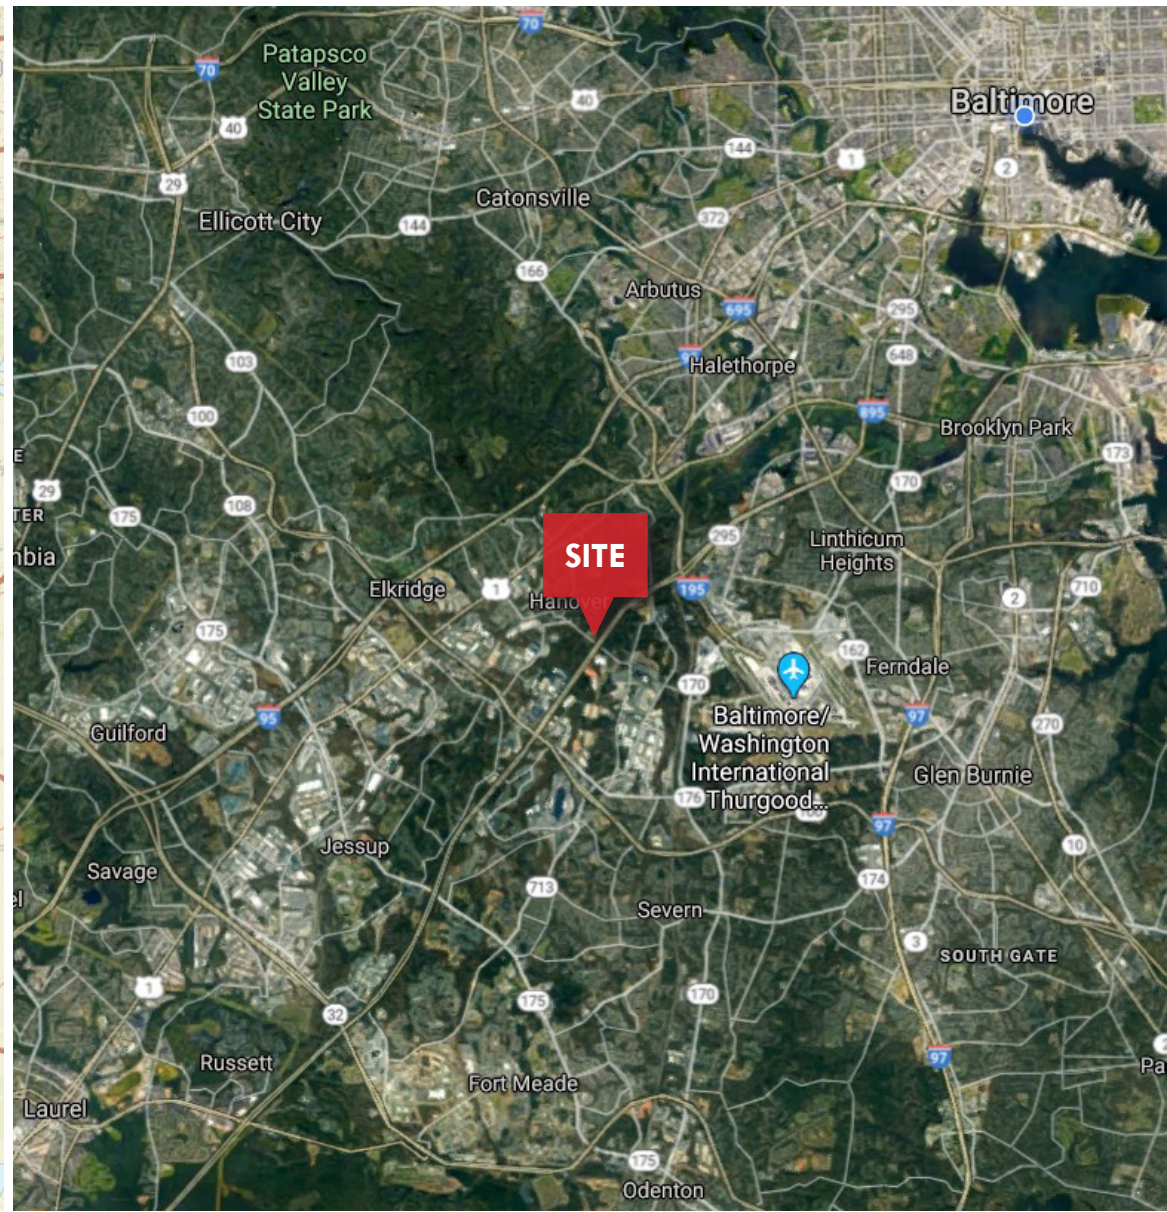 70
70
Patapsco
Valley
State Park
40
Baltimore
40
144
1
2
29
Catonsville
Ellicott City
144
372
166
Arbutus
695
295
648
Halethorpe
103
895
100
Brooklyn Park
173
E
29
170
TER
175
108
295
Linthicum
Heights
SITE
mbia
Elkridge
1
Hanover
195
2
710
175
162
Ferndale
170
95
Guilford
Baltimore/
Washington
International
Thurgood...
97
270
Glen Burnie
176
100
97
Jessup
10
Savage
el
713
174
Severn
3
SOUTH GATE
1
175
170
32
97
Russett
Pa
Fort Meade
Laurel
175
Odenton